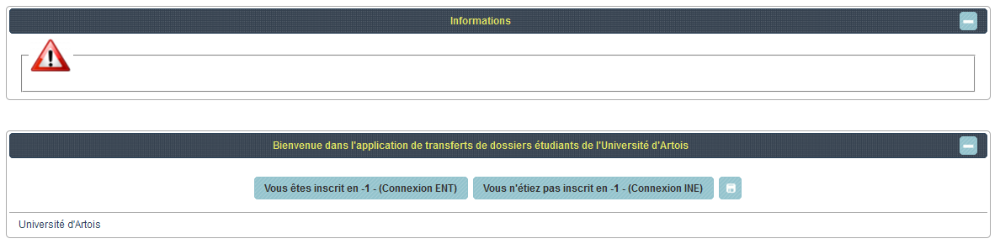 Informations
Bienvenue dans l'application de transferts de dossiers étudiants de l'Université d'Artois
Vous êtes inscrit en -1 - (Connexion ENT) Vous n'étiez pas inscrit en -1 - (Connexion INE)
Université d'Artois